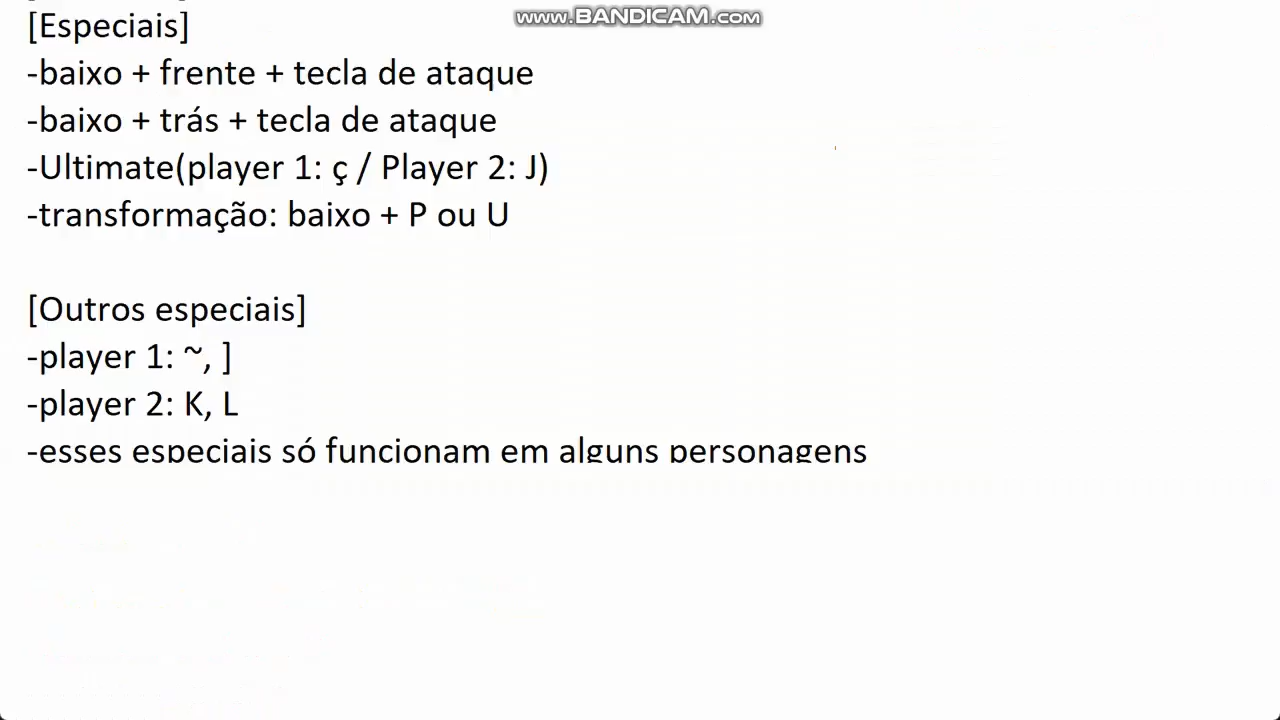 www.BANDICAM.com
[Especiais]
-baixo + frente + tecla de ataque
-baixo + trás + tecla de ataque
-Ultimate(player 1: ç / Player 2: J)
-transformação: baixo + P ou U
[Outros especiais]
-player 1: ~, ]
-player 2: K, L
-esses especiais só funcionam em alguns personagens